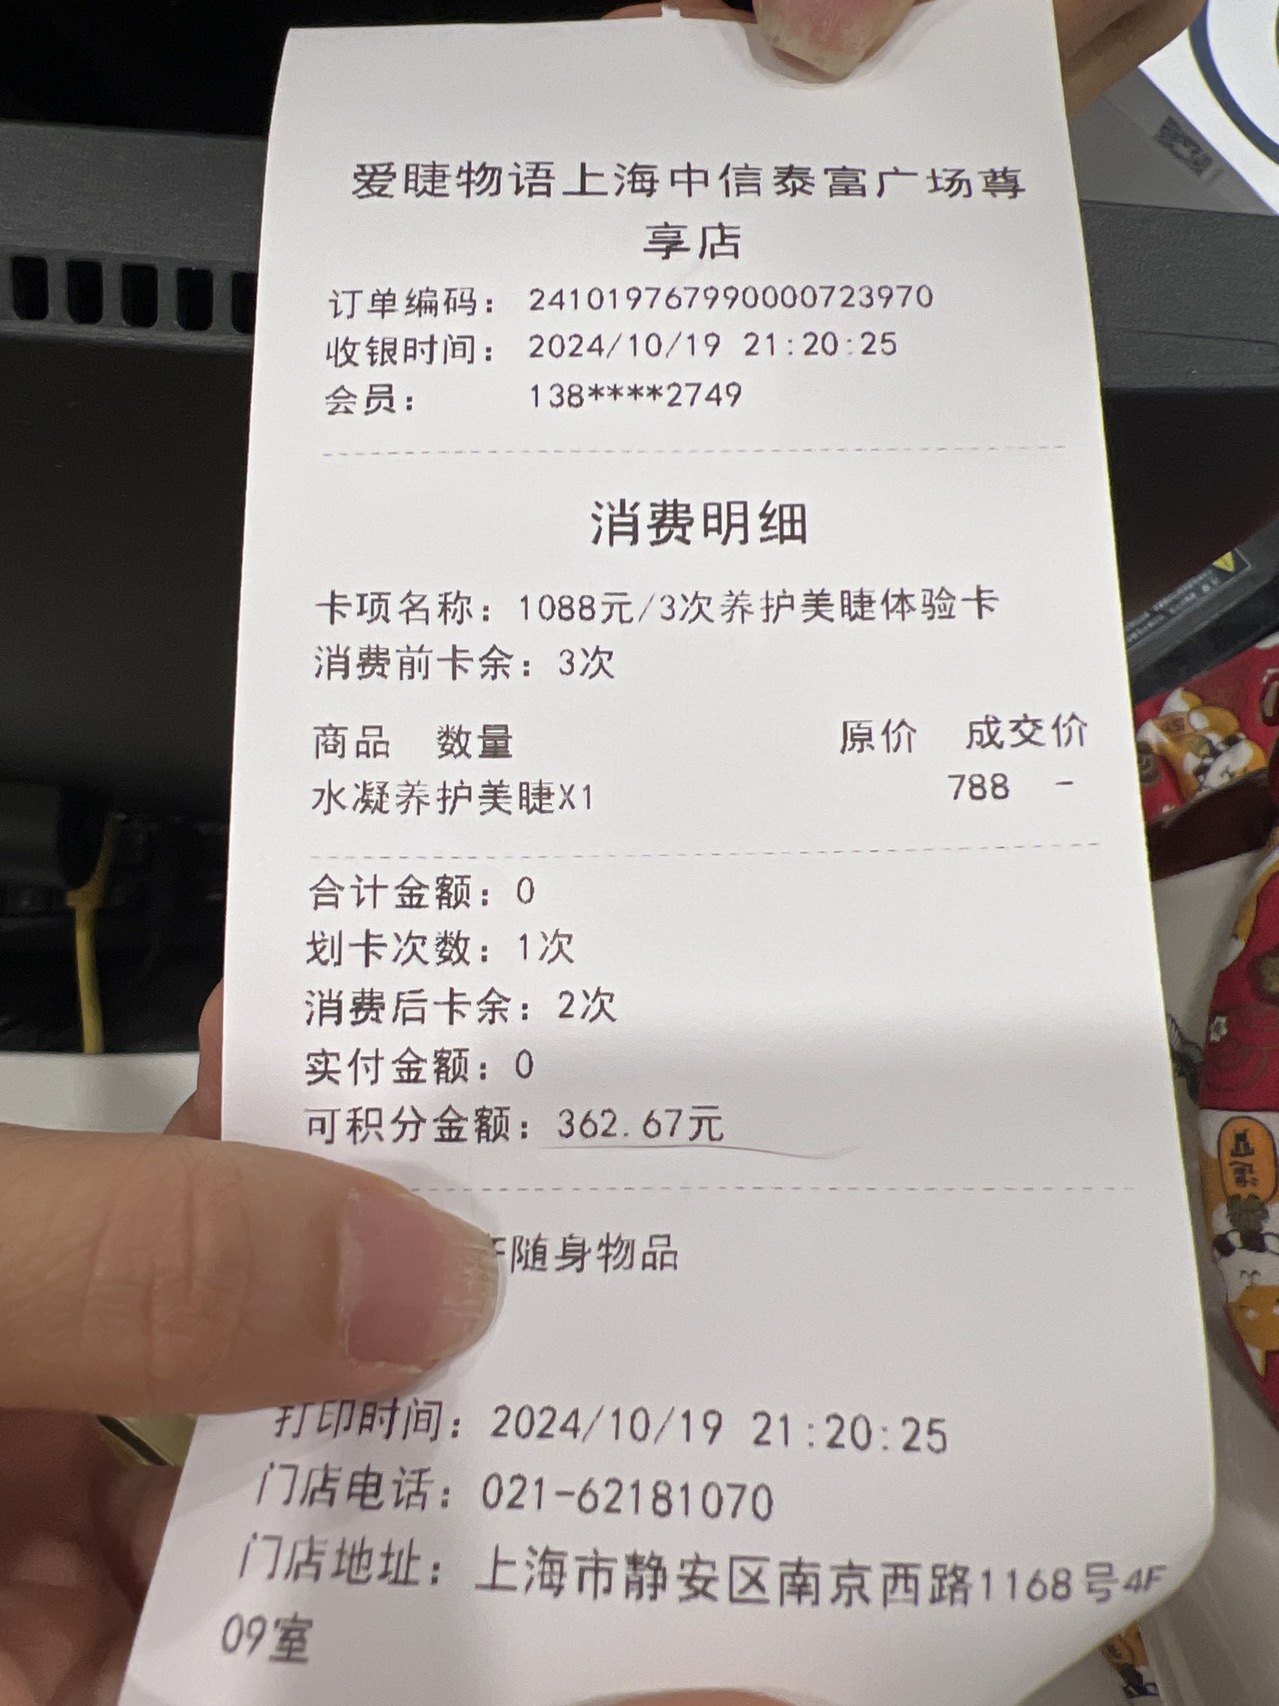 爱睫物语上海中信泰富广场尊
享店
订单编码： 241019767990000723970
收银时间： 2024/10/19 21:20:25
会员： 138****2749
消费明细
卡项名称：1088元/3次养护美睫体验卡
消费前卡余：3次
商品 数量 原价 成交价
水凝养护美睫X1 788 -
合计金额：0
划卡次数：1次
消费后卡余：2次
实付金额：0
可积分金额：362.67元
随身物品
打印时间：2024/10/19 21:20:25
门店电话：021-62181070
门店地址：上海市静安区南京西路1168号4F
09室